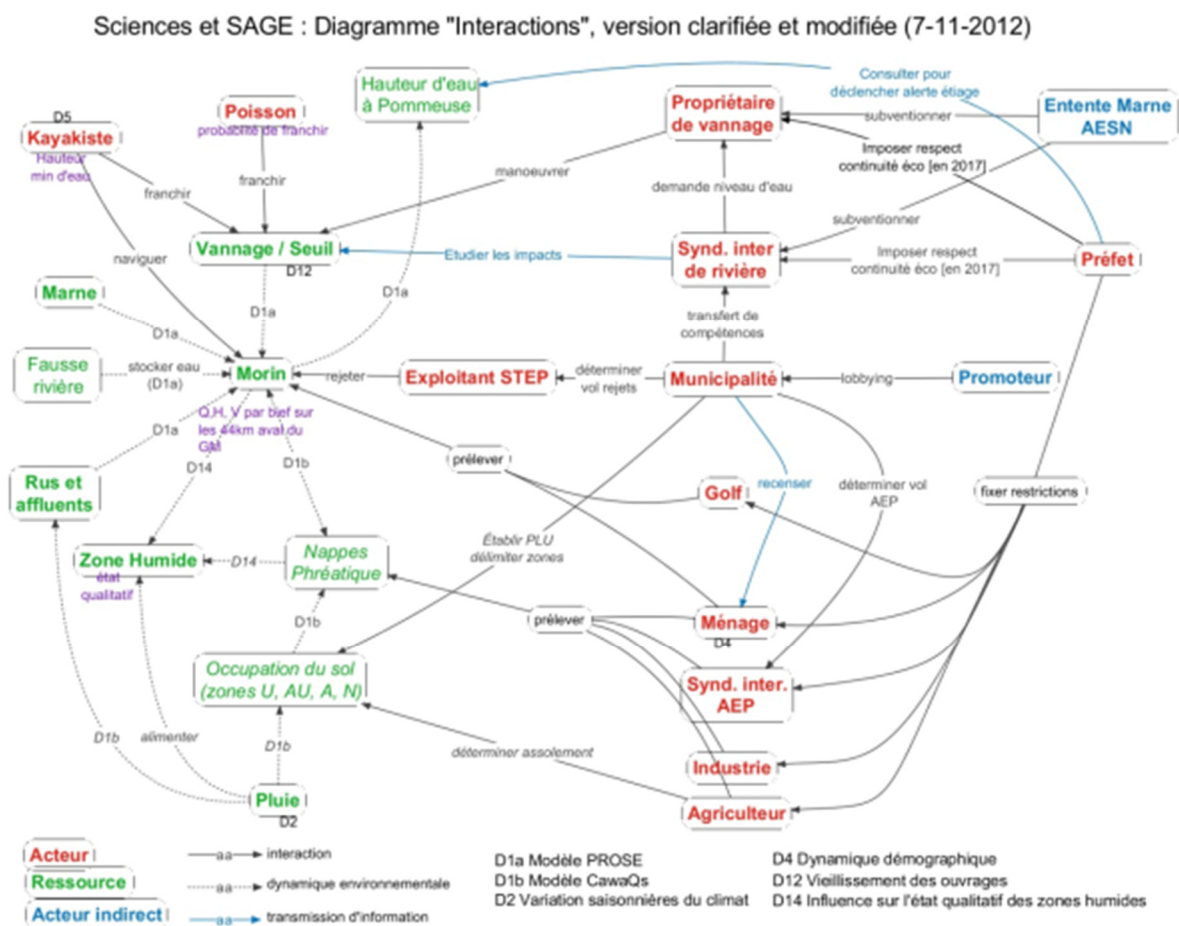 Sciences et SAGE : Diagramme "Interactions", version clarifiée et modifiée (7-11-2012)
Hauteur d'eau
à Pommeuse
Consulter pour
déclencher alerte étiage
Poisson
probabilité de franchir
Propriétaire
de vannage
subventionner
Entente Marne
AESN
D5
Kayakiste
Hauteur
min d'eau
Imposer respect
continuité éco [en 2017]
manoeuvrer
franchir
franchir
demande niveau d'eau
subventionner
Vannage / Seuil
D12
Etudier les impacts
Synd. inter
de rivière
Imposer respect
continuité éco [en 2017]
Préfet
naviguer
Marne
D1a
D1a
D1a
transfert de
compétences
Fausse
rivière
stocker eau
(D1a)
Morin
rejeter
Exploitant STEP
déterminer
vol rejets
Municipalité
lobbying
Promoteur
Q,H, V par bief sur
les 44km aval du
GM
D1a
D14
D1b
prélever
Rus et
affluents
Golf
recenser
déterminer vol
AEP
fixer restrictions
Établir PLU
délimiter zones
Zone Humide
état
qualitatif
D14
Nappes
Phréatique
D1b
prélever
Ménage
D4
Occupation du sol
(zones U, AU, A, N)
Synd. inter.
AEP
D1b
alimenter
D1b
déterminer assolement
Industrie
Pluie
D2
Agriculteur
Acteur
aa
interaction
Ressource
aa
dynamique environnementale
Acteur indirect
aa
transmission d'information
D1a Modèle PROSE
D1b Modèle CawaQs
D2 Variation saisonnières du climat
D4 Dynamique démographique
D12 Vieillissement des ouvrages
D14 Influence sur l'état qualitatif des zones humides